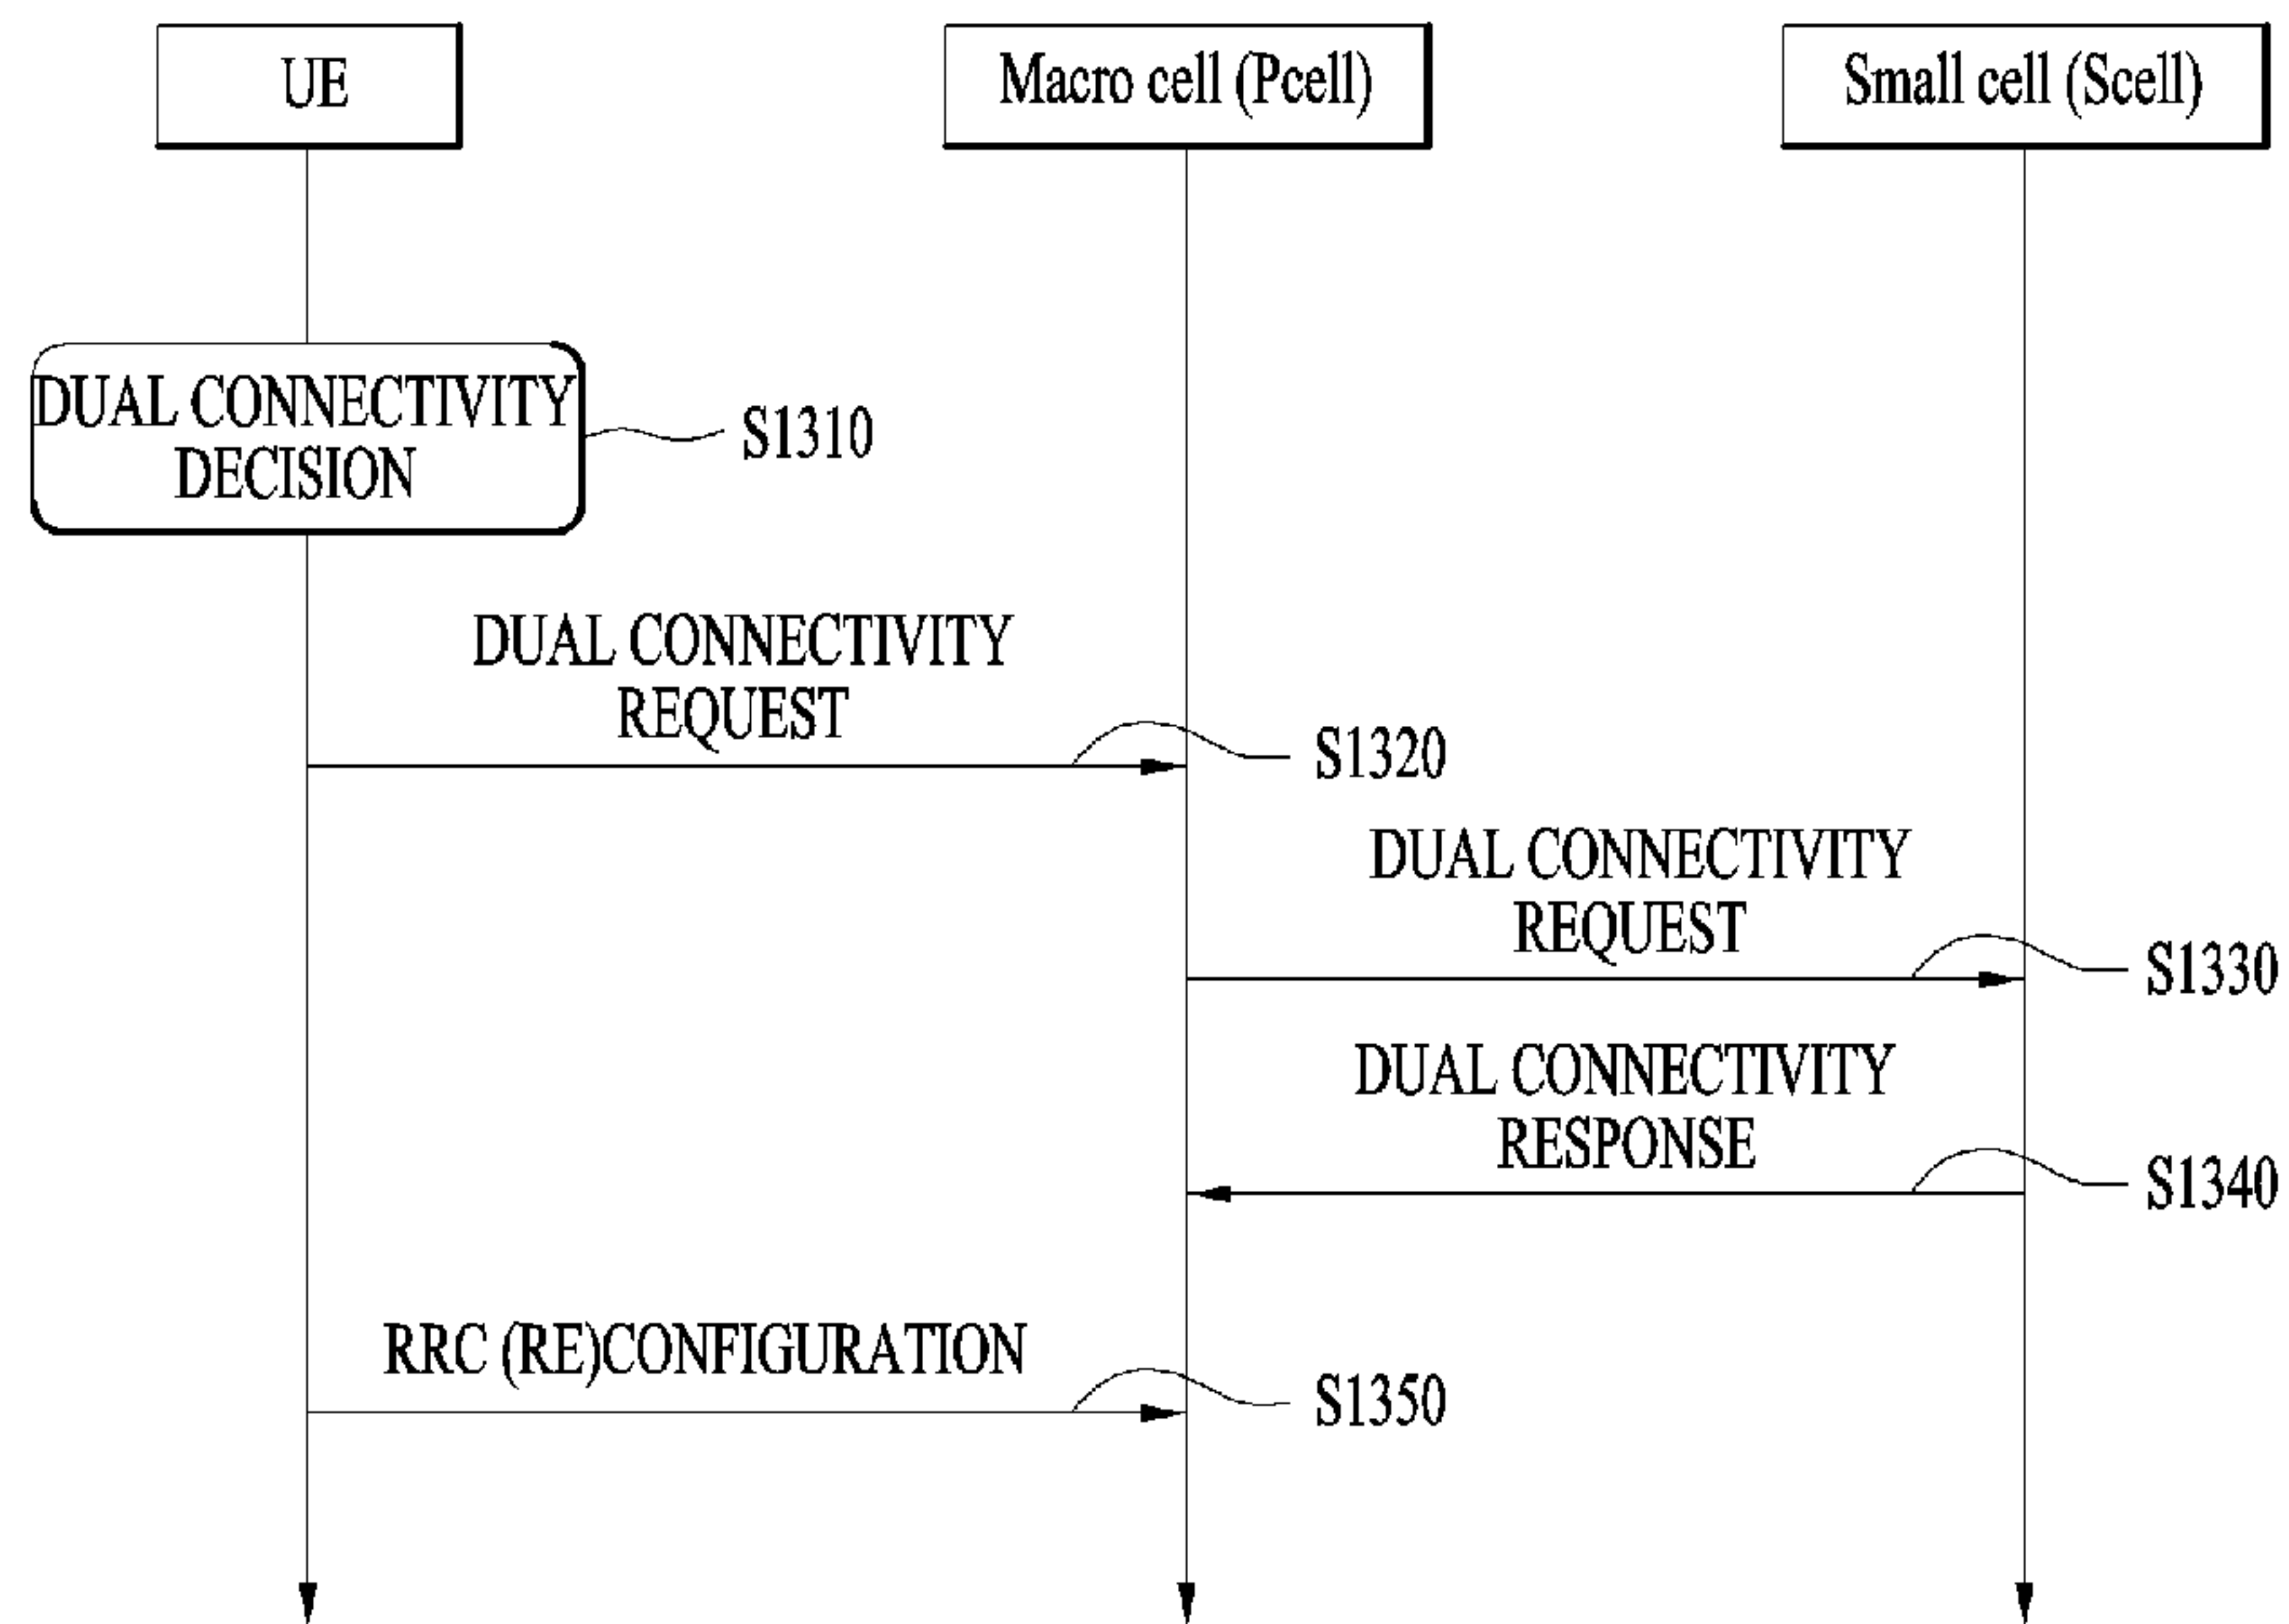 UE
Macro cell (Pcell)
Small cell (Scell)
DUAL CONNECTIVITY
DECISION
S1310
DUAL CONNECTIVITY
REQUEST
S1320
DUAL CONNECTIVITY
REQUEST
S1330
DUAL CONNECTIVITY
RESPONSE
S1340
RRC (RE)CONFIGURATION
S1350